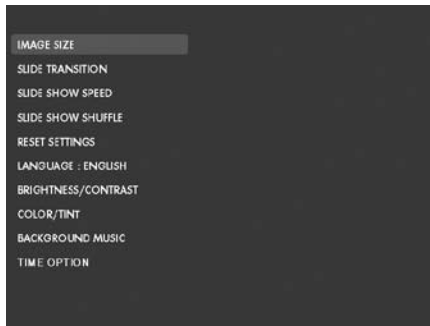 IMAGE SIZE
SLIDE TRANSITION
SLIDE SHOW SPEED
SLIDE SHOW SHUFFLE
RESET SETTINGS
LANGUAGE : ENGLISH
BRIGHTNESS/CONTRAST
COLOR/TINT
BACKGROUND MUSIC
TIME OPTION